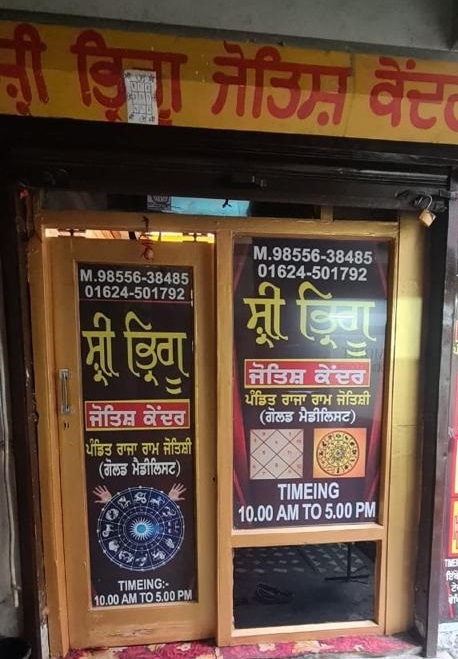 ਸ਼੍ਰੀ ਭ੍ਰਿਗੂ ਜੋਤਿਸ਼ ਕੇਂਦਰ
M.98556-38485
01624-501792
ਸ਼੍ਰੀ ਭ੍ਰਿਗੂ
ਜੋਤਿਸ਼ ਕੇਂਦਰ
ਪੰਡਿਤ ਰਾਜਾ ਰਾਮ ਜੋਤਿਸ਼ੀ
(ਗੋਲਡ ਮੈਡੀਲਿਸਟ)
TIMEING:-
10.00 AM TO 5.00 PM
M.98556-38485
01624-501792
ਸ਼੍ਰੀ ਭ੍ਰਿਗੂ
ਜੋਤਿਸ਼ ਕੇਂਦਰ
ਪੰਡਿਤ ਰਾਜਾ ਰਾਮ ਜੋਤਿਸ਼ੀ
(ਗੋਲਡ ਮੈਡੀਲਿਸਟ)
TIMEING
10.00 AM TO 5.00 PM